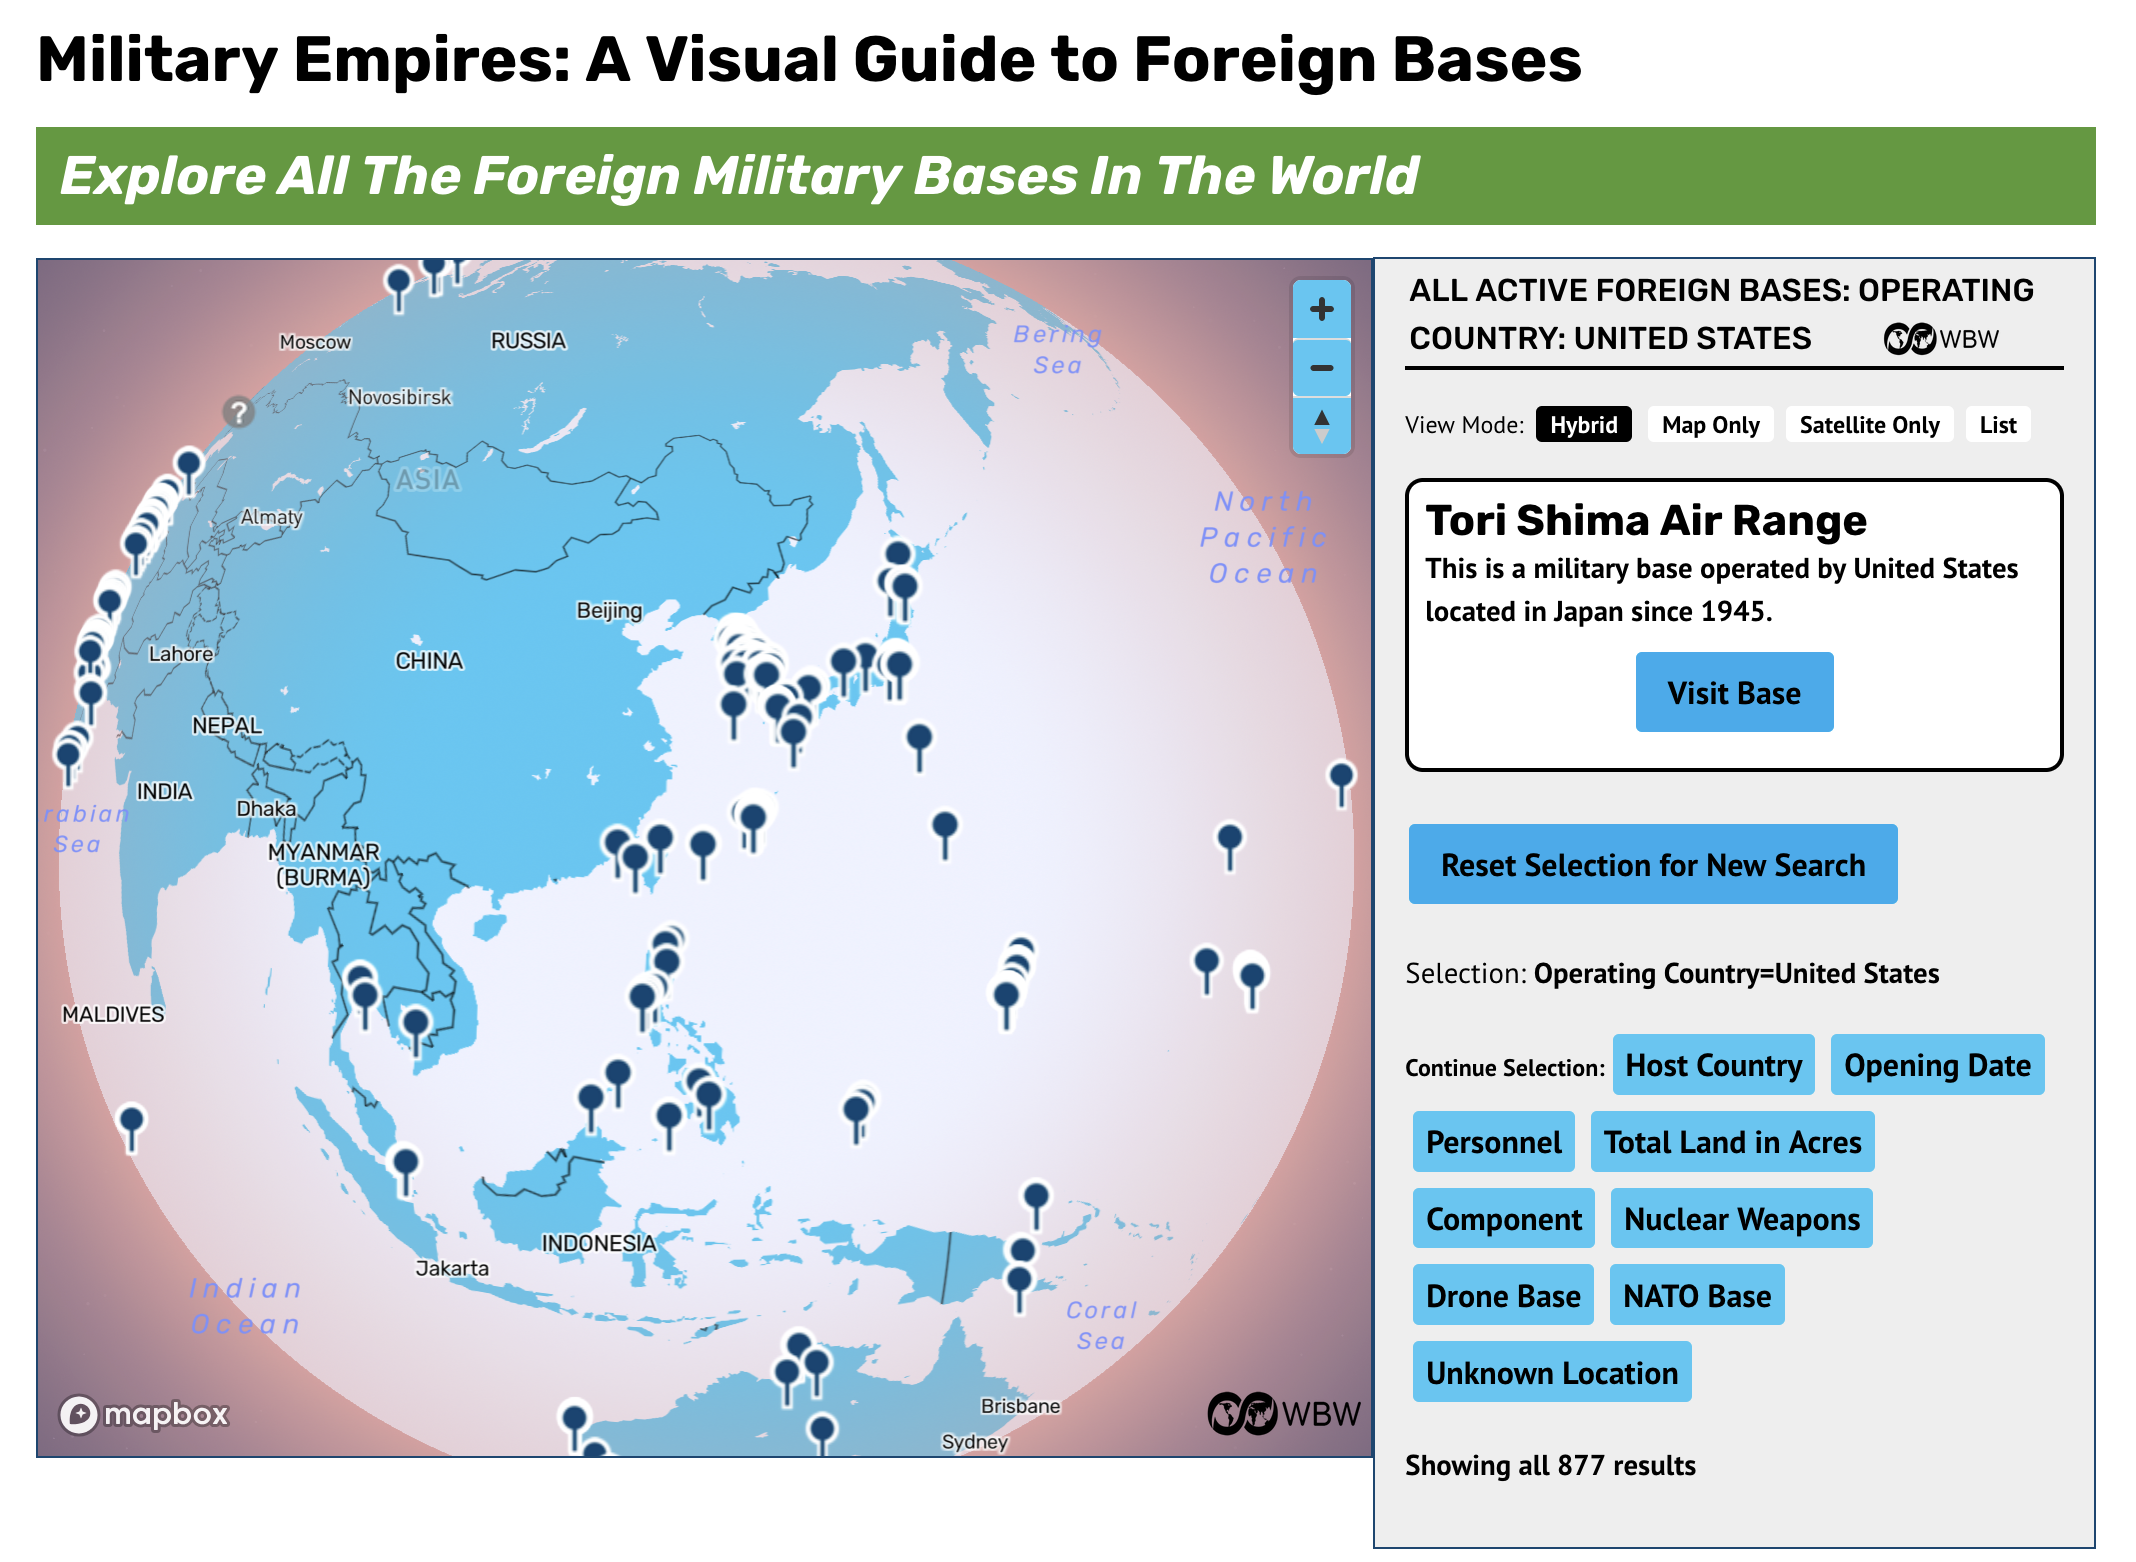 Military Empires: A Visual Guide to Foreign Bases
Explore All The Foreign Military Bases In The World
Moscow
RUSSIA
Bering
Sea
?
Novosibirsk
ASIA
North
Pacific
Ocean
Almaty
Beijing
Lahore
CHINA
NEPAL
INDIA
Dhaka
rabian
Sea
MYANMAR
(BURMA)
MALDIVES
INDONESIA
Jakarta
Indian
Ocean
Coral
Sea
Brisbane
Sydney
mapbox
WBW
ALL ACTIVE FOREIGN BASES: OPERATING
COUNTRY: UNITED STATES WBW
View Mode: Hybrid Map Only Satellite Only List
Tori Shima Air Range
This is a military base operated by United States
located in Japan since 1945.
Visit Base
Reset Selection for New Search
Selection: Operating Country=United States
Continue Selection: Host Country Opening Date
Personnel Total Land in Acres
Component Nuclear Weapons
Drone Base NATO Base
Unknown Location
Showing all 877 results